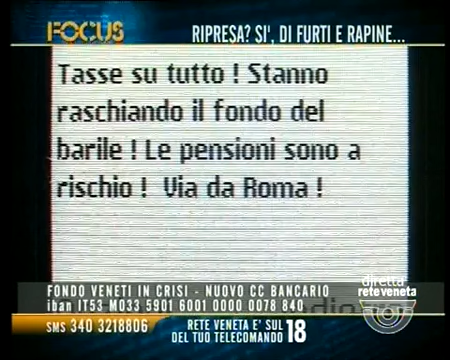 FOCUS
RIPRESA? SI', DI FURTI E RAPINE...
Tasse su tutto ! Stanno
raschiando il fondo del
barile ! Le pensioni sono a
rischio ! Via da Roma !
diretta
reteveneta
FONDO VENETI IN CRISI - NUOVO CC BANCARIO
iban IT53 M033 5901 6001 0000 0078 840
SMS 340 3218806
RETE VENETA E' SUL
DEL TUO TELECOMANDO 18